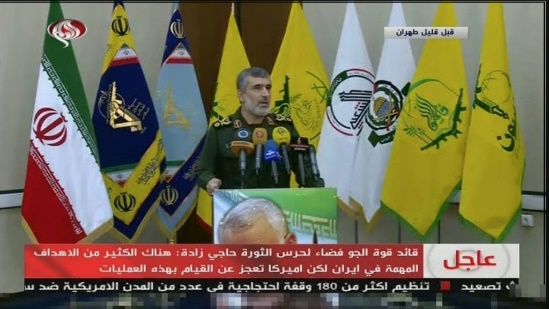 قبل قليل طهران
عاجل
قائد قوة الجو فضاء لحرس الثورة حاجي زادة: هناك الكثير من الاهداف
المهمة في ايران لكن اميركا تعجز عن القيام بهذه العمليات
ت تصعيد تنظيم اكثر من 180 وقفة احتجاجية في عدد من المدن الامريكية ضد س